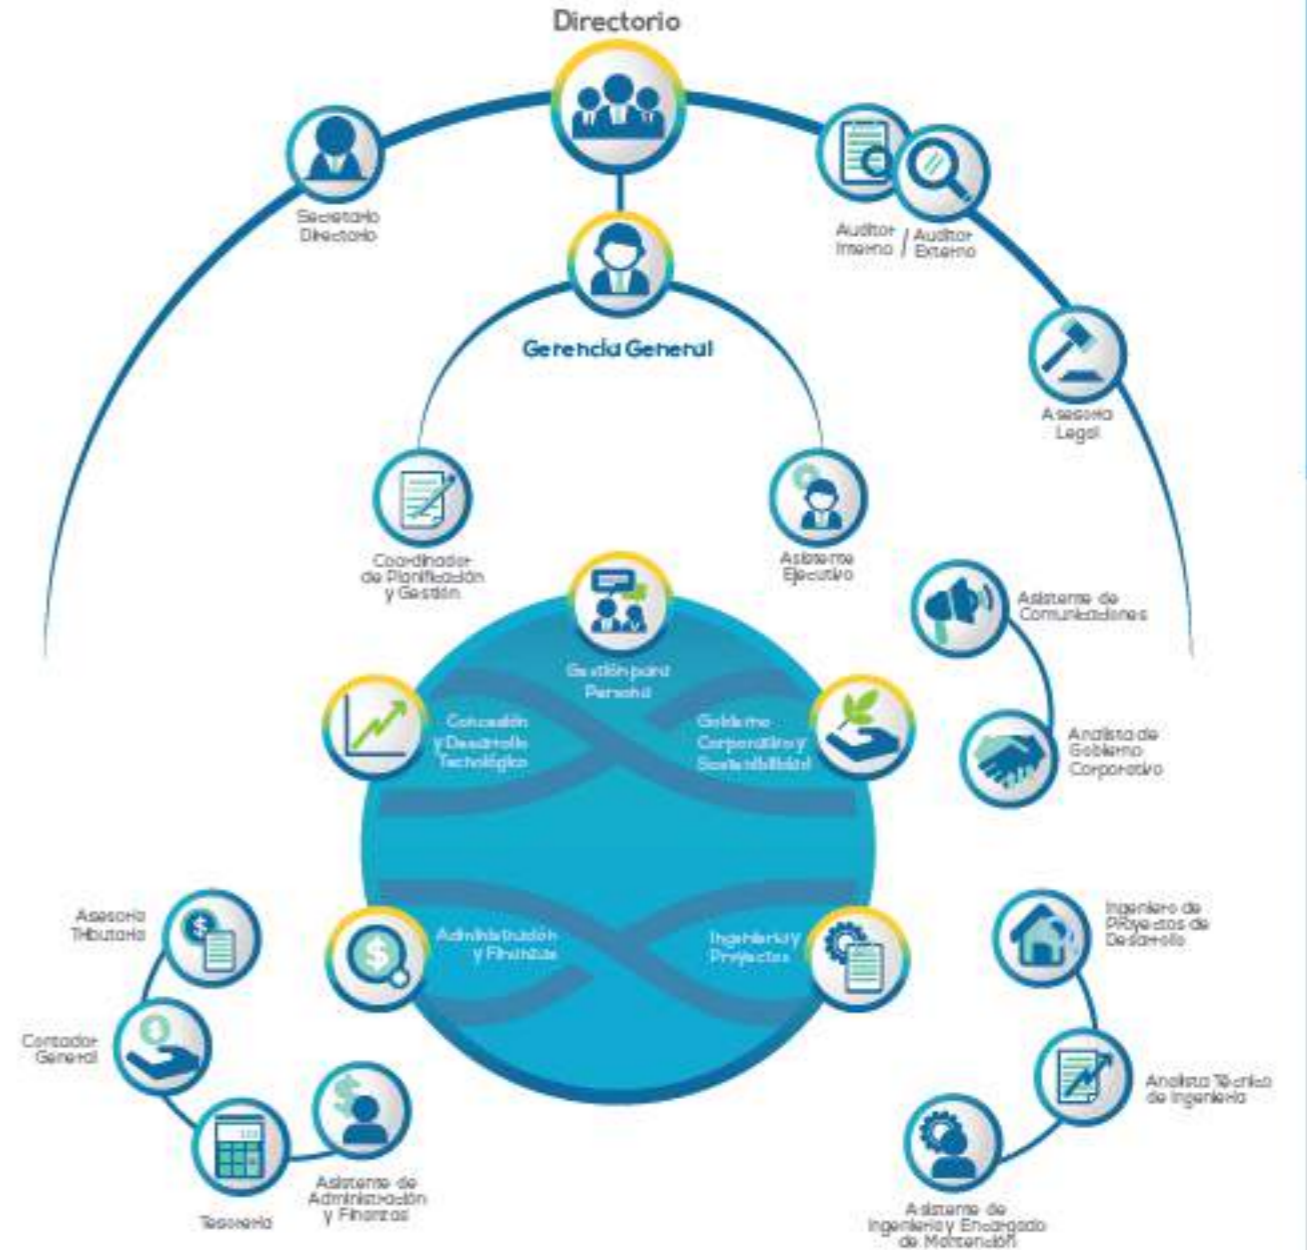 Directorio
Secretario
Directorio
Auditor
Interno /
Auditor
Externo
Asesoría
Legal
Gerencia General
Coordinador
de Planificación
y Gestión
Asistente
Ejecutivo
Asistente de
Comunicaciones
Gestión para
Persona
Concesión
y Desarrollo
Tecnológico
Gobierno
Corporativo y
Sostenibilidad
Analista de
Gobierno
Corporativo
Asesoría
Tributaria
Administración
y Finanzas
Ingeniería y
Proyectos
Ingeniero de
Proyectos de
Desarrollo
Contador
General
Analista Técnico
de Ingeniería
Asistente de
Administración
y Finanzas
Tesorería
Asistente de
Ingeniería y Encargado
de Mantención